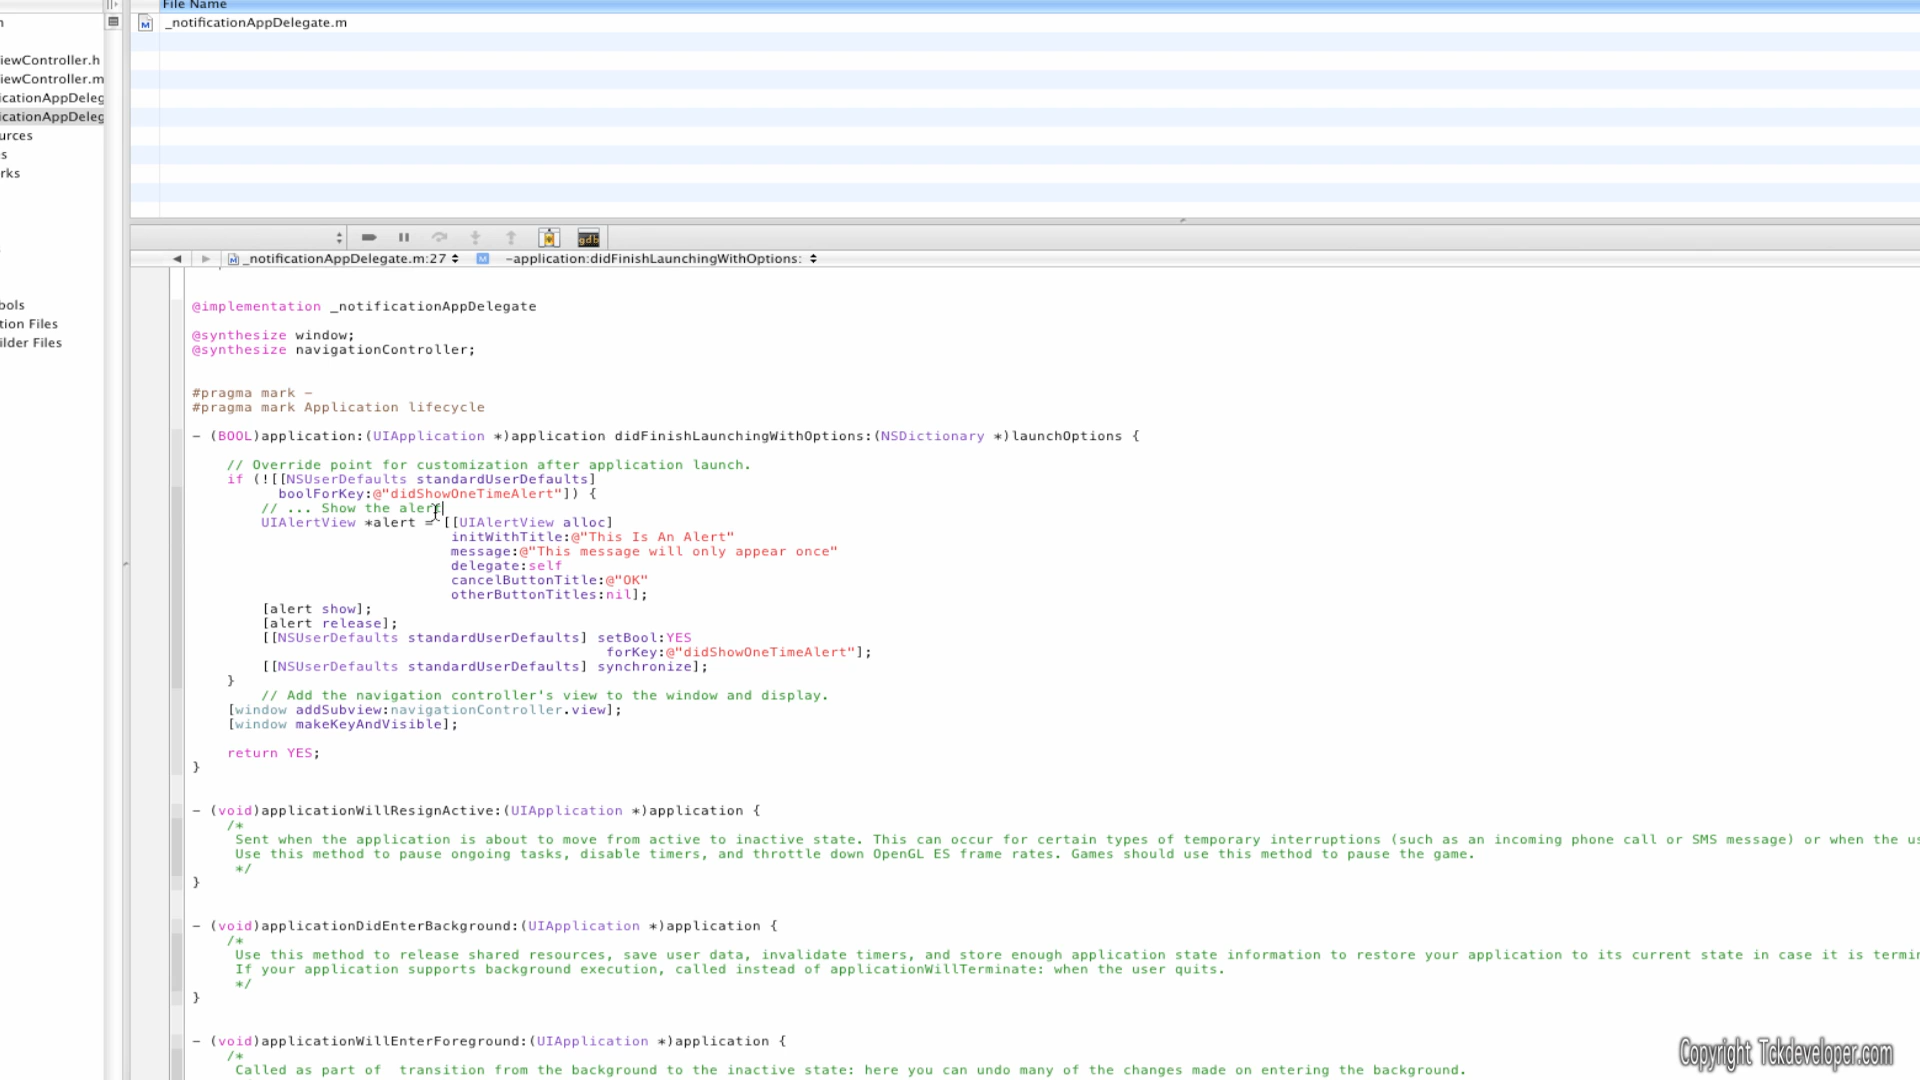 File Name
_notificationAppDelegate.m
iewController.h
iewController.m
icationAppDeleg
icationAppDeleg
urces
s
rks
bols
tion Files
ilder Files
gdb
_notificationAppDelegate.m:27
M
-application:didFinishLaunchingWithOptions:
@implementation _notificationAppDelegate
@synthesize window;
@synthesize navigationController;
#pragma mark -
#pragma mark Application lifecycle
- (BOOL)application:(UIApplication *)application didFinishLaunchingWithOptions:(NSDictionary *)launchOptions {
// Override point for customization after application launch.
if (![[NSUserDefaults standardUserDefaults]
boolForKey:@"didShowOneTimeAlert"]) {
// ... Show the alert
UIAlertView *alert = [[UIAlertView alloc]
initWithTitle:@"This Is An Alert"
message:@"This message will only appear once"
delegate:self
cancelButtonTitle:@"OK"
otherButtonTitles:nil];
[alert show];
[alert release];
[[NSUserDefaults standardUserDefaults] setBool:YES
forKey:@"didShowOneTimeAlert"];
[[NSUserDefaults standardUserDefaults] synchronize];
}
// Add the navigation controller's view to the window and display.
[window addSubview:navigationController.view];
[window makeKeyAndVisible];
return YES;
}
- (void)applicationWillResignActive:(UIApplication *)application {
/*
Sent when the application is about to move from active to inactive state. This can occur for certain types of temporary interruptions (such as an incoming phone call or SMS message) or when the us
Use this method to pause ongoing tasks, disable timers, and throttle down OpenGL ES frame rates. Games should use this method to pause the game.
*/
}
- (void)applicationDidEnterBackground:(UIApplication *)application {
/*
Use this method to release shared resources, save user data, invalidate timers, and store enough application state information to restore your application to its current state in case it is termin
If your application supports background execution, called instead of applicationWillTerminate: when the user quits.
*/
}
- (void)applicationWillEnterForeground:(UIApplication *)application {
/*
Called as part of  transition from the background to the inactive state: here you can undo many of the changes made on entering the background.
Copyright Tckdeveloper.com